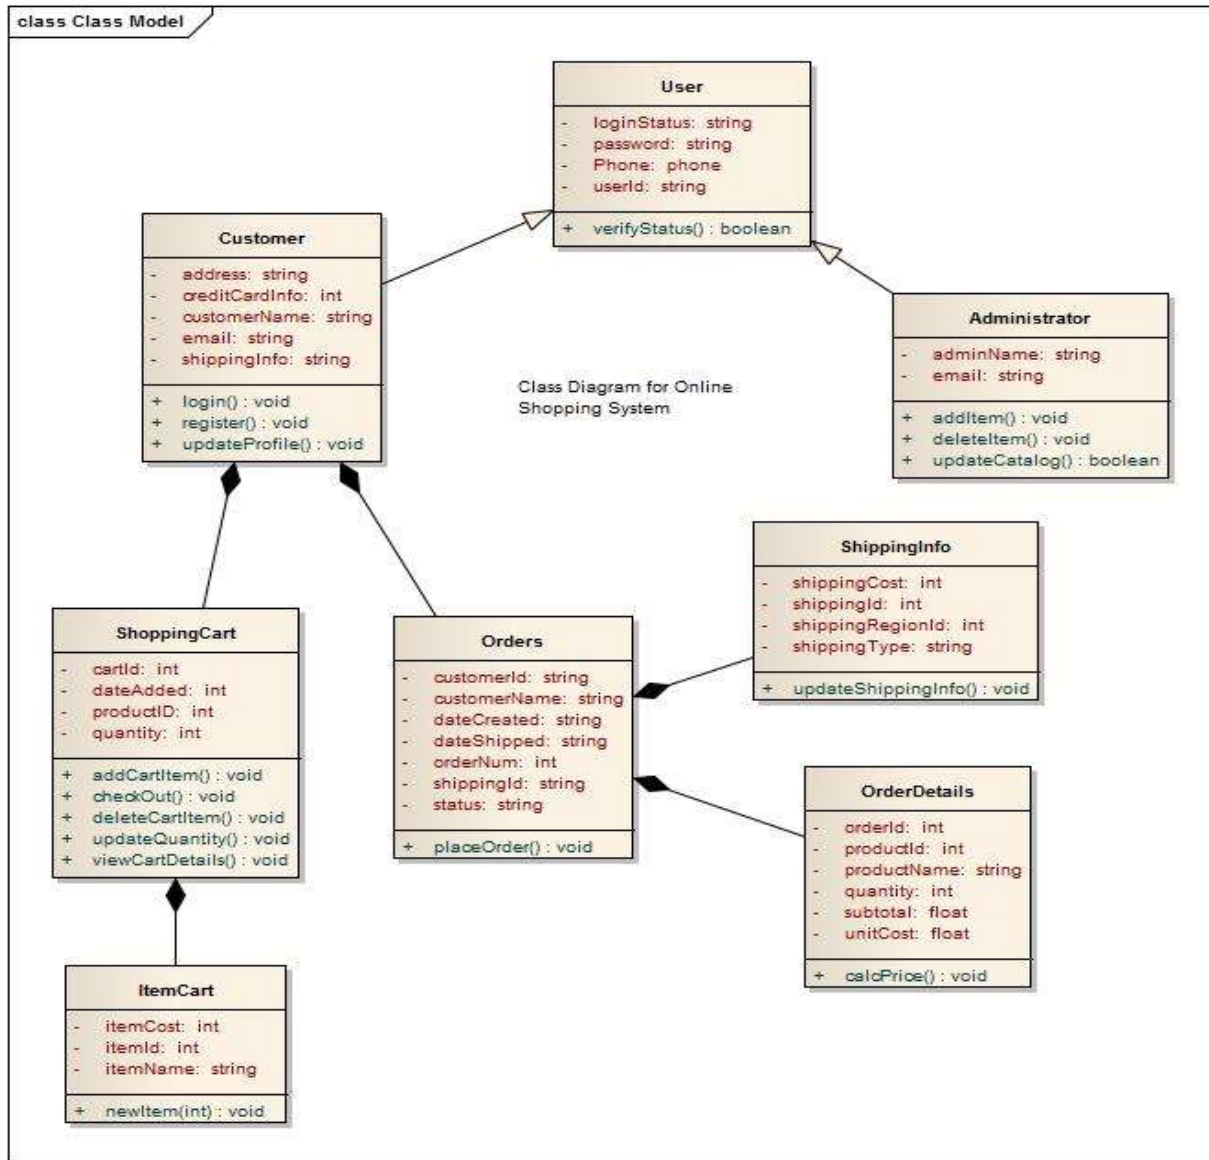 class Class Model
User
- loginStatus: string
- password: string
- Phone: phone
- userId: string
+ verifyStatus() : boolean
Customer
- address: string
- creditCardInfo: int
- customerName: string
- email: string
- shippingInfo: string
+ login() : void
+ register() : void
+ updateProfile() : void
Administrator
- adminName: string
- email: string
+ addItem() : void
+ deleteItem() : void
+ updateCatalog() : boolean
Class Diagram for Online
Shopping System
ShippingInfo
- shippingCost: int
- shippingId: int
- shippingRegionId: int
- shippingType: string
+ updateShippingInfo() : void
ShoppingCart
- cartId: int
- dateAdded: int
- productID: int
- quantity: int
+ addCartItem() : void
+ checkOut() : void
+ deleteCartItem() : void
+ updateQuantity() : void
+ viewCartDetails() : void
Orders
- customerId: string
- customerName: string
- dateCreated: string
- dateShipped: string
- orderNum: int
- shippingId: string
- status: string
+ placeOrder() : void
OrderDetails
- orderId: int
- productId: int
- productName: string
- quantity: int
- subtotal: float
- unitCost: float
+ calcPrice() : void
ItemCart
- itemCost: int
- itemId: int
- itemName: string
+ newItem(int) : void